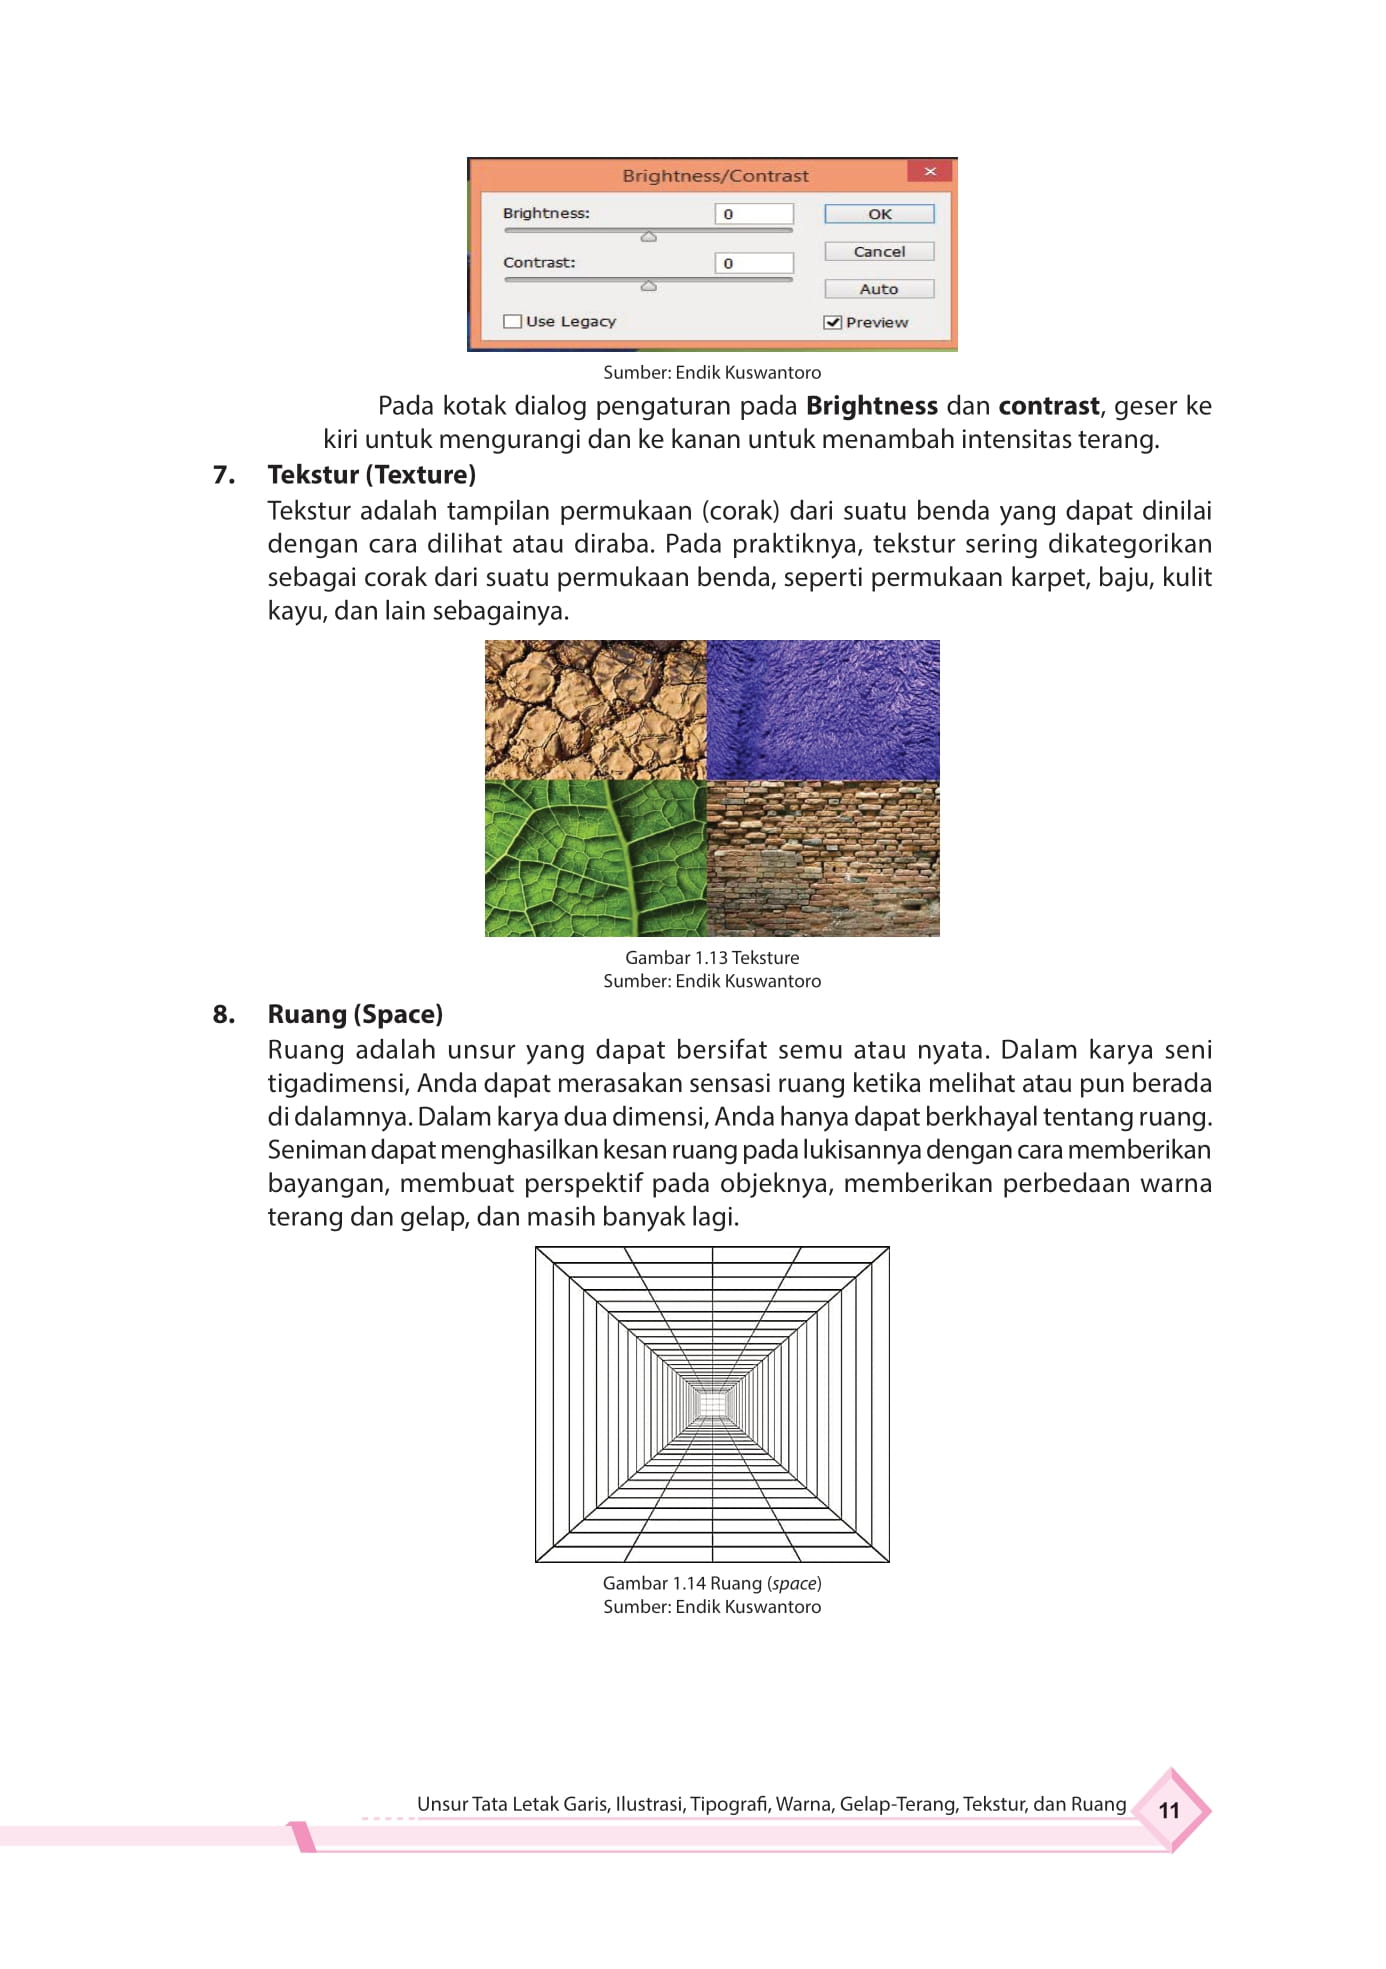 Brightness/Contrast
Brightness: 0
OK
Contrast: 0
Cancel
Auto
Use Legacy
Preview
Sumber: Endik Kuswantoro
Pada kotak dialog pengaturan pada Brightness dan contrast, geser ke
kiri untuk mengurangi dan ke kanan untuk menambah intensitas terang.
7. Tekstur (Texture)
Tekstur adalah tampilan permukaan (corak) dari suatu benda yang dapat dinilai
dengan cara dilihat atau diraba. Pada praktiknya, tekstur sering dikategorikan
sebagai corak dari suatu permukaan benda, seperti permukaan karpet, baju, kulit
kayu, dan lain sebagainya.
Gambar 1.13 Teksture
Sumber: Endik Kuswantoro
8. Ruang (Space)
Ruang adalah unsur yang dapat bersifat semu atau nyata. Dalam karya seni
tigadimensi, Anda dapat merasakan sensasi ruang ketika melihat atau pun berada
di dalamnya. Dalam karya dua dimensi, Anda hanya dapat berkhayal tentang ruang.
Seniman dapat menghasilkan kesan ruang pada lukisannya dengan cara memberikan
bayangan, membuat perspektif pada objeknya, memberikan perbedaan warna
terang dan gelap, dan masih banyak lagi.
Gambar 1.14 Ruang (space)
Sumber: Endik Kuswantoro
Unsur Tata Letak Garis, Ilustrasi, Tipografi, Warna, Gelap-Terang, Tekstur, dan Ruang 11